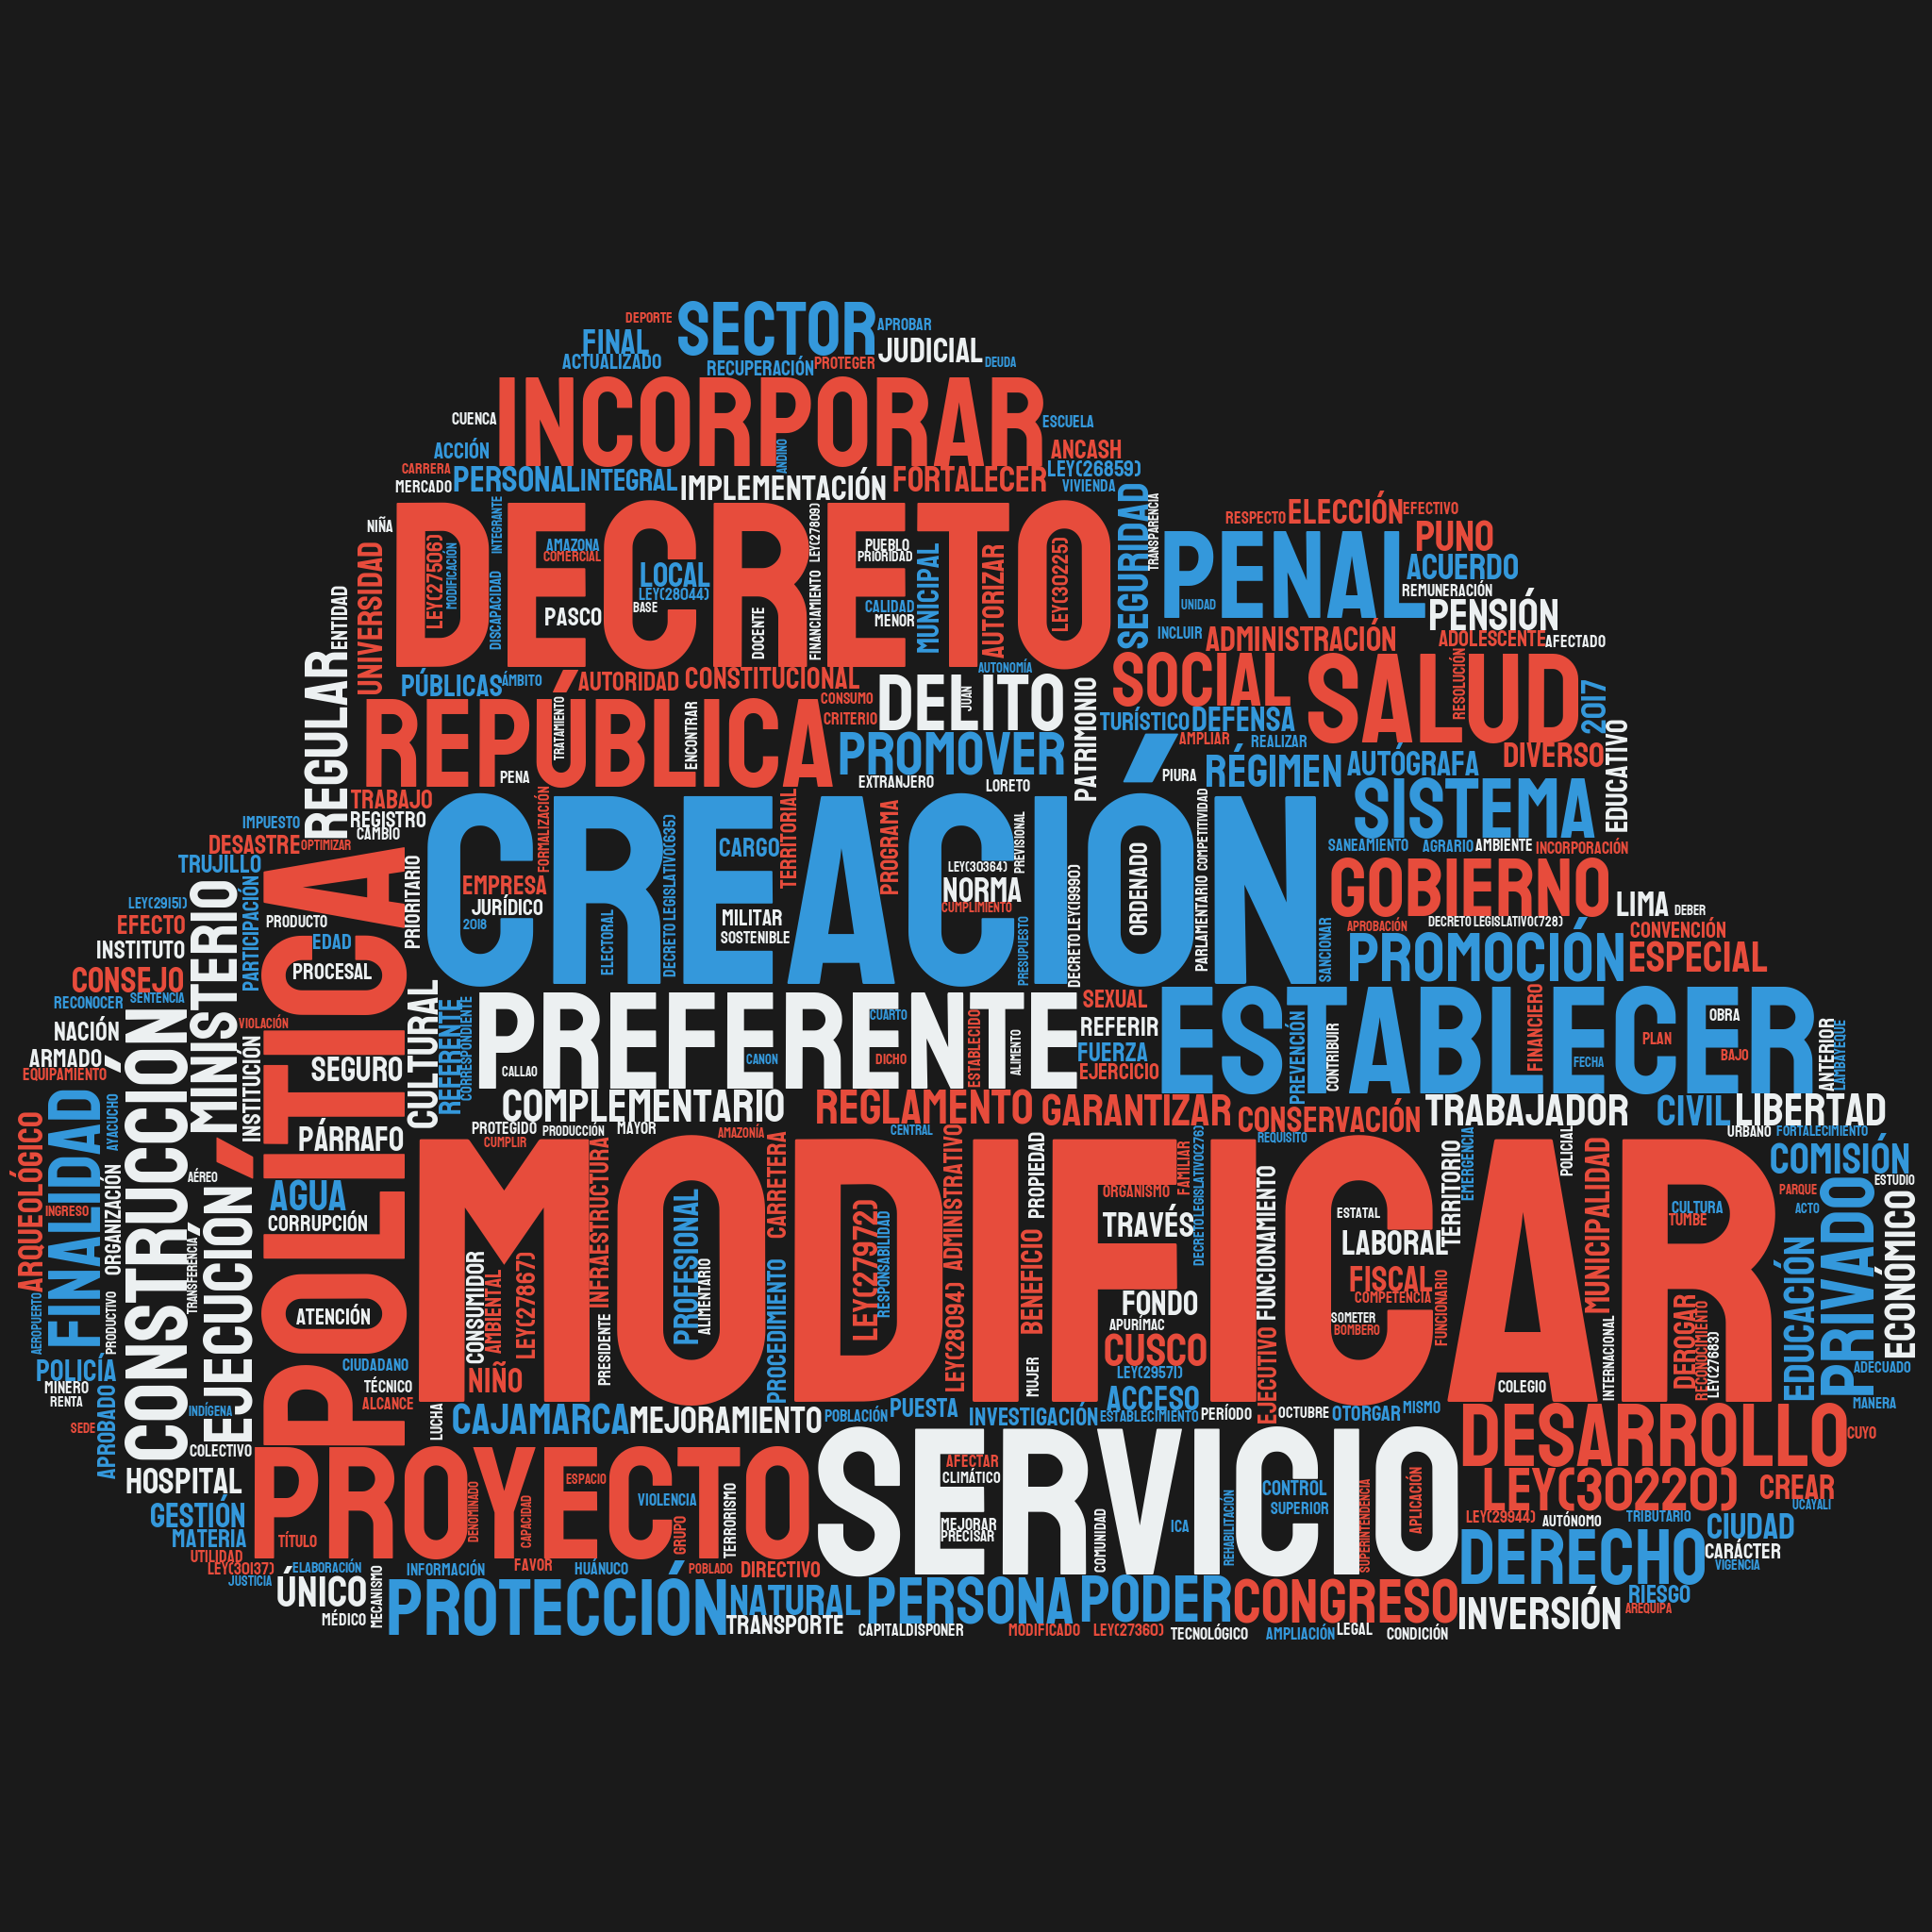 DEPORTE
SECTOR
APROBAR
FINAL
JUDICIAL
ACTUALIZADO
RECUPERACIÓN
PROTEGER
DEUDA
INCORPORAR
CUENCA
ESCUELA
ANDINO
ACCIÓN
ANCASH
CARRERA
PERSONAL
INTEGRAL
IMPLEMENTACIÓN
FORTALECER
LEY(26859)
MERCADO
VIVIENDA
DECRETO
NIÑA
INTEGRANTE
LEY(27506)
MODIFICACIÓN
DISCAPACIDAD
AMAZONA
COMERCIAL
LOCAL
LEY(28044)
BASE
PASCO
DOCENTE
FINANCIAMIENTO
LEY(27809)
PUEBLO
PRIORIDAD
CALIDAD
MENOR
MUNICIPAL
AUTORIZAR
LEY(30225)
SEGURIDAD
TRANSPARENCIA
RESPECTO
ELECCIÓN
EFECTIVO
PUNO
PENAL
UNIDAD
ACUERDO
REMUNERACIÓN
PENSIÓN
INCLUIR
ADMINISTRACIÓN
ADOLESCENTE
AFECTADO
UNIVERSIDAD
ENTIDAD
REGULAR
PÚBLICAS
ÁMBITO
AUTORIDAD
CONSTITUCIONAL
AUTONOMÍA
CONSUMO
CRITERIO
DELITO
JUAN
PATRIMONIO
SOCIAL
SALUD
RESOLUCIÓN
2017
REPÚBLICA
TRATAMIENTO
ENCONTRAR
PENA
TURÍSTICO
DEFENSA
AMPLIAR
REALIZAR
DIVERSO
EDUCATIVO
PROMOVER
EXTRANJERO
LORETO
PIURA
RÉGIMEN
AUTÓGRAFA
SISTEMA
TRABAJO
REGISTRO
CAMBIO
IMPUESTO
DESASTRE
OPTIMIZAR
TRUJILLO
CREACIÓN
FORMALIZACIÓN
EMPRESA
JURÍDICO
2018
ELECTORAL
DECRETO LEGISLATIVO(635)
CARGO
TERRITORIAL
MILITAR
SOSTENIBLE
PROGRAMA
LEY(30364)
NORMA
CUMPLIMIENTO
PREVISIONAL
PRESUPUESTO
DECRETO LEY(19990)
ORDENADO
PARLAMENTARIO
COMPETITIVIDAD
SANCIONAR
SANEAMIENTO
AGRARIO
AMBIENTE
INCORPORACIÓN
GOBIERNO
LIMA
DEBER
APROBACIÓN
DECRETO LEGISLATIVO(728)
CONVENCIÓN
PROMOCIÓN
ESPECIAL
LEY(29151)
EFECTO
INSTITUTO
CONSEJO
RECONOCER
SENTENCIA
NACIÓN
ARMADO
EQUIPAMIENTO
MINISTERIO
PARTICIPACIÓN
PRODUCTO
EDAD
PROCESAL
PRIORITARIO
POLÍTICA
VIOLACIÓN
INSTITUCIÓN
SEGURO
CULTURAL
REFERENTE
CORRESPONDIENTE
PREFERENTE
CALLAO
CANON
CUARTO
DICHO
ESTABLECIDO
ALIMENTO
SEXUAL
REFERIR
FUERZA
EJERCICIO
ESTABLECER
PREVENCIÓN
CONTRIBUIR
FINANCIERO
FECHA
PLAN
OBRA
BAJO
ANTERIOR
LAMBAYEQUE
COMPLEMENTARIO
REGLAMENTO
GARANTIZAR
CONSERVACIÓN
TRABAJADOR
CIVIL
LIBERTAD
PROTEGIDO
CUMPLIR
PRODUCCIÓN
MAYOR
AMAZONÍA
CENTRAL
REQUISITO
URBANO
FORTALECIMIENTO
ARQUEOLÓGICO
FINALIDAD
AYACUCHO
CONSTRUCCIÓN
PÁRRAFO
AÉREO
AGUA
CORRUPCIÓN
INGRESO
ORGANIZACIÓN
TRANSFERENCIA
EJECUCIÓN
AEROPUERTO
PRODUCTIVO
ATENCIÓN
MODIFICAR
CONSUMIDOR
AMBIENTAL
LEY(27867)
NIÑO
INFRAESTRUCTURA
PRESIDENTE
PROFESIONAL
ALIMENTARIO
CARRETERA
PROCEDIMIENTO
LEY(27972)
RESPONSABILIDAD
ADMINISTRATIVO
LEY(28094)
PROPIEDAD
BENEFICIO
MUJER
ORGANISMO
FAMILIAR
TRAVÉS
DECRETO LEGISLATIVO(276)
FONDO
APURÍMAC
CUSCO
LEY(29571)
FUNCIONAMIENTO
EJECUTIVO
ESTATAL
LABORAL
FISCAL
COMPETENCIA
SOMETER
BOMBERO
FUNCIONARIO
TERRITORIO
EMERGENCIA
POLICIAL
COLEGIO
MUNICIPALIDAD
INTERNACIONAL
CULTURA
TUMBE
DEROGAR
RECONOCIMIENTO
LEY(27683)
COMISIÓN
ESTUDIO
PARQUE
ACTO
EDUCACIÓN
PRIVADO
ECONÓMICO
ADECUADO
MANERA
POLICÍA
MINERO
RENTA
APROBADO
SEDE
INDÍGENA
COLECTIVO
CIUDADANO
TÉCNICO
ALCANCE
LUCHA
CAJAMARCA
MEJORAMIENTO
POBLACIÓN
PUESTA
INVESTIGACIÓN
ACCESO
ESTABLECIMIENTO
PERÍODO
OCTUBRE
OTORGAR
MISMO
DESARROLLO
CUYO
HOSPITAL
PROYECTO
TÍTULO
DENOMINADO
CAPACIDAD
ESPACIO
VIOLENCIA
GRUPO
TERRORISMO
SERVICIO
AFECTAR
CLIMÁTICO
MEJORAR
PRECISAR
COMUNIDAD
ICA
REHABILITACIÓN
CONTROL
SUPERIOR
SUPERINTENDENCIA
APLICACIÓN
LEY(30220)
CREAR
UCAYALI
LEY(29944)
AUTÓNOMO
TRIBUTARIO
CIUDAD
GESTIÓN
MATERIA
UTILIDAD
LEY(30137)
ELABORACIÓN
JUSTICIA
INFORMACIÓN
FAVOR
HUÁNUCO
POBLADO
DIRECTIVO
DERECHO
CARÁCTER
VIGENCIA
ÚNICO
MÉDICO
MECANISMO
PROTECCIÓN
NATURAL
TRANSPORTE
PERSONA
PODER
CONGRESO
INVERSIÓN
RIESGO
AREQUIPA
CAPITAL
DISPONER
MODIFICADO
LEY(27360)
TECNOLÓGICO
AMPLIACIÓN
LEGAL
CONDICIÓN